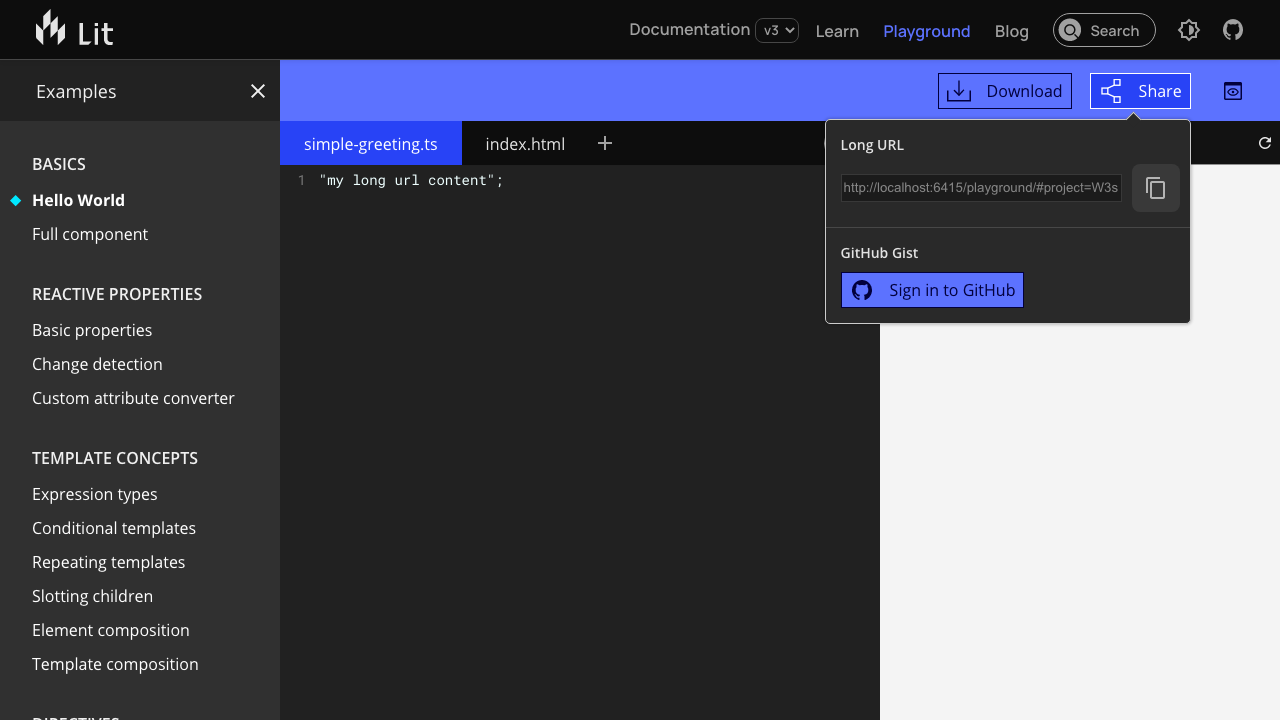 Lit
Documentation v3 Learn Playground Blog Search
Examples
Download Share
simple-greeting.ts index.html
1 "my long url content";
Long URL
http://localhost:6415/playground/#project=W3s
GitHub Gist
Sign in to GitHub
BASICS
Hello World
Full component
REACTIVE PROPERTIES
Basic properties
Change detection
Custom attribute converter
TEMPLATE CONCEPTS
Expression types
Conditional templates
Repeating templates
Slotting children
Element composition
Template composition
DIRECTIVES